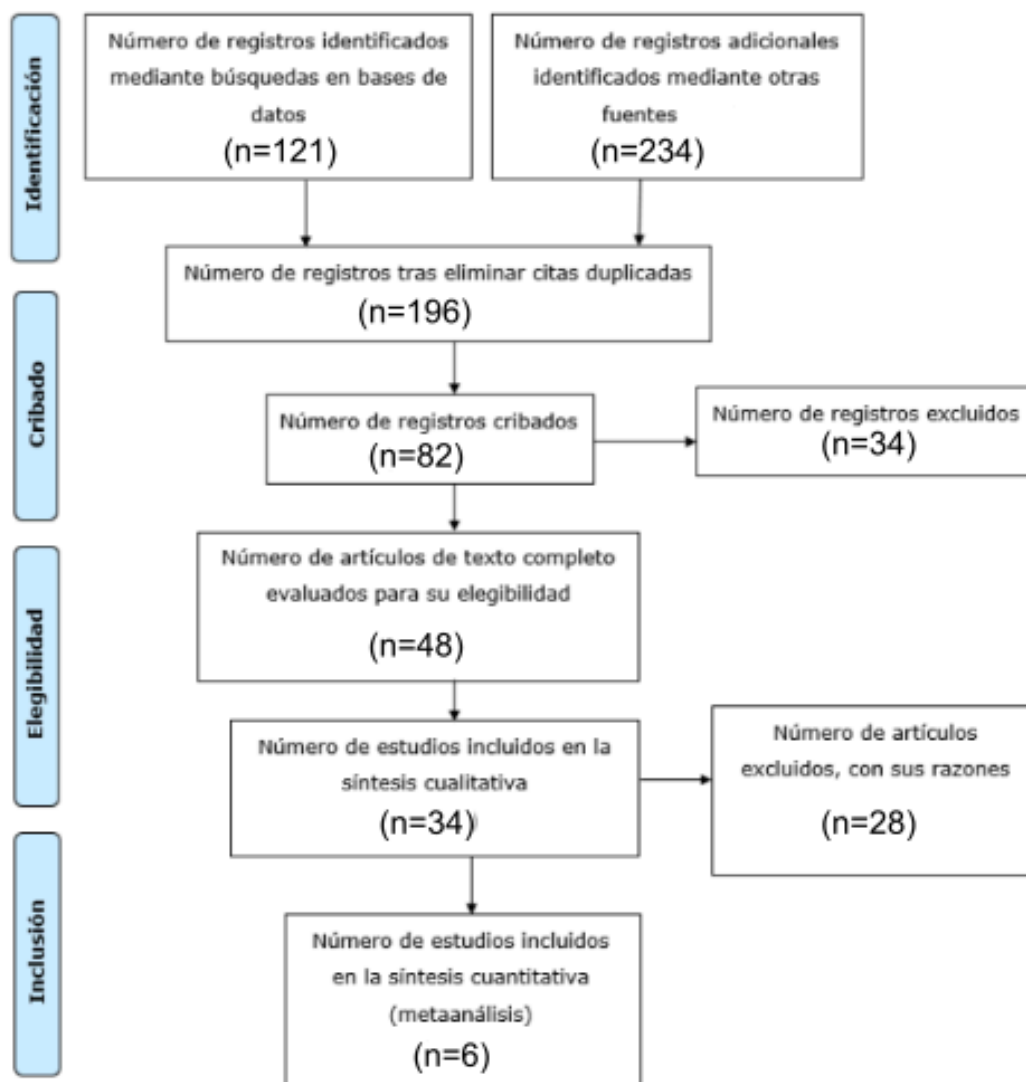 Identificación
Número de registros identificados
mediante búsquedas en bases de
datos
(n=121)
Número de registros adicionales
identificados mediante otras
fuentes
(n=234)
Número de registros tras eliminar citas duplicadas
(n=196)
Cribado
Número de registros cribados
(n=82)
Número de registros excluidos
(n=34)
Elegibilidad
Número de artículos de texto completo
evaluados para su elegibilidad
(n=48)
Número de estudios incluidos en la
síntesis cualitativa
(n=34)
Número de artículos
excluidos, con sus razones
(n=28)
Inclusión
Número de estudios incluidos
en la síntesis cuantitativa
(metaanálisis)
(n=6)